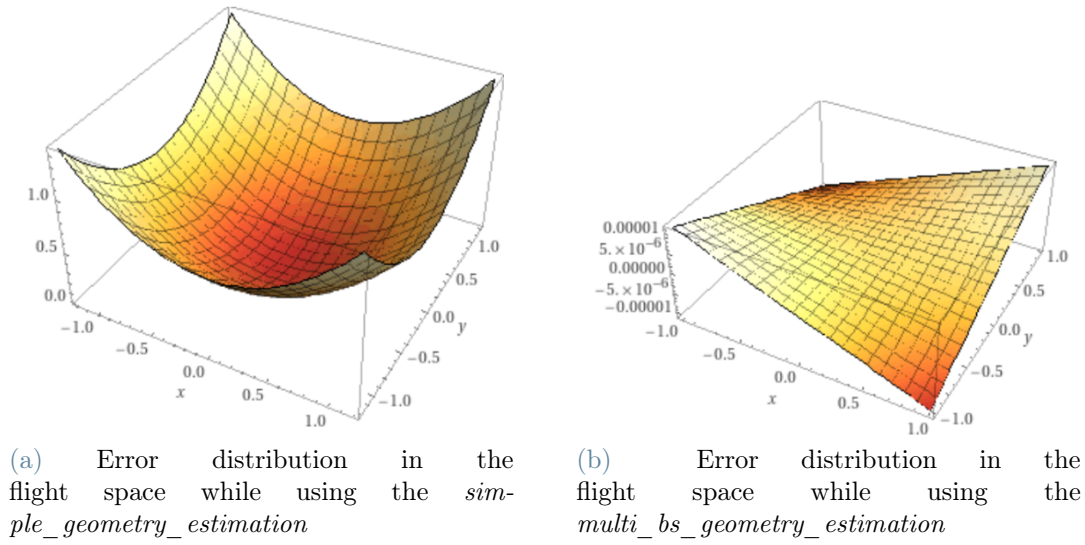 1.0
0.5
0.0
-1.0
-0.5
0.0
0.5
1.0
x
1.0
0.5
0.0
y
-0.5
-1.0
0.00001
5.×10⁻⁶
0.00000
-5.×10⁻⁶
-0.00001
-1.0
-0.5
0.0
0.5
1.0
x
1.0
0.5
0.0
y
-0.5
-1.0
(a) Error distribution in the
flight space while using the sim-
ple_geometry_estimation
(b) Error distribution in the
flight space while using the
multi_bs_geometry_estimation